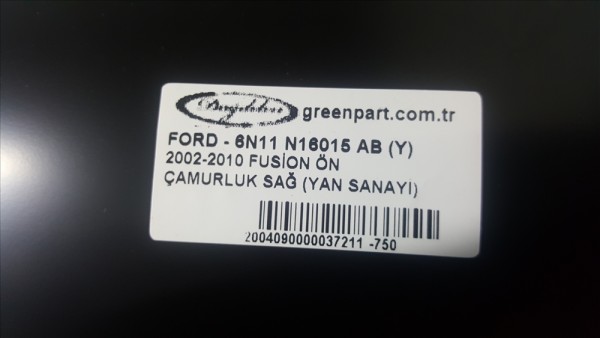 greenpart.com.tr
FORD - 6N11 N16015 AB (Y)
2002-2010 FUSİON ÖN
ÇAMURLUK SAĞ (YAN SANAYİ)
2004090000037211 -750